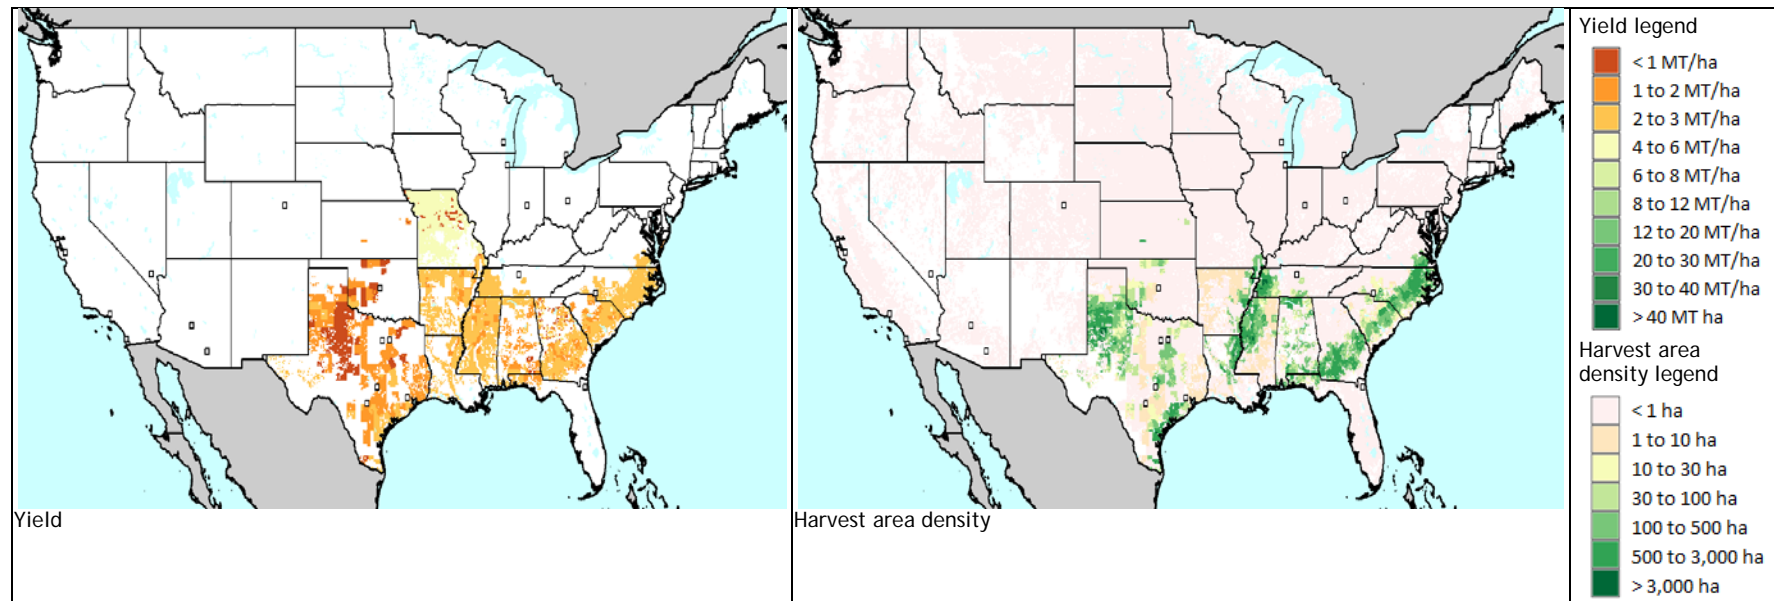 Yield
Harvest area density
Yield legend
< 1 MT/ha
1 to 2 MT/ha
2 to 3 MT/ha
4 to 6 MT/ha
6 to 8 MT/ha
8 to 12 MT/ha
12 to 20 MT/ha
20 to 30 MT/ha
30 to 40 MT/ha
> 40 MT ha
Harvest area
density legend
< 1 ha
1 to 10 ha
10 to 30 ha
30 to 100 ha
100 to 500 ha
500 to 3,000 ha
> 3,000 ha